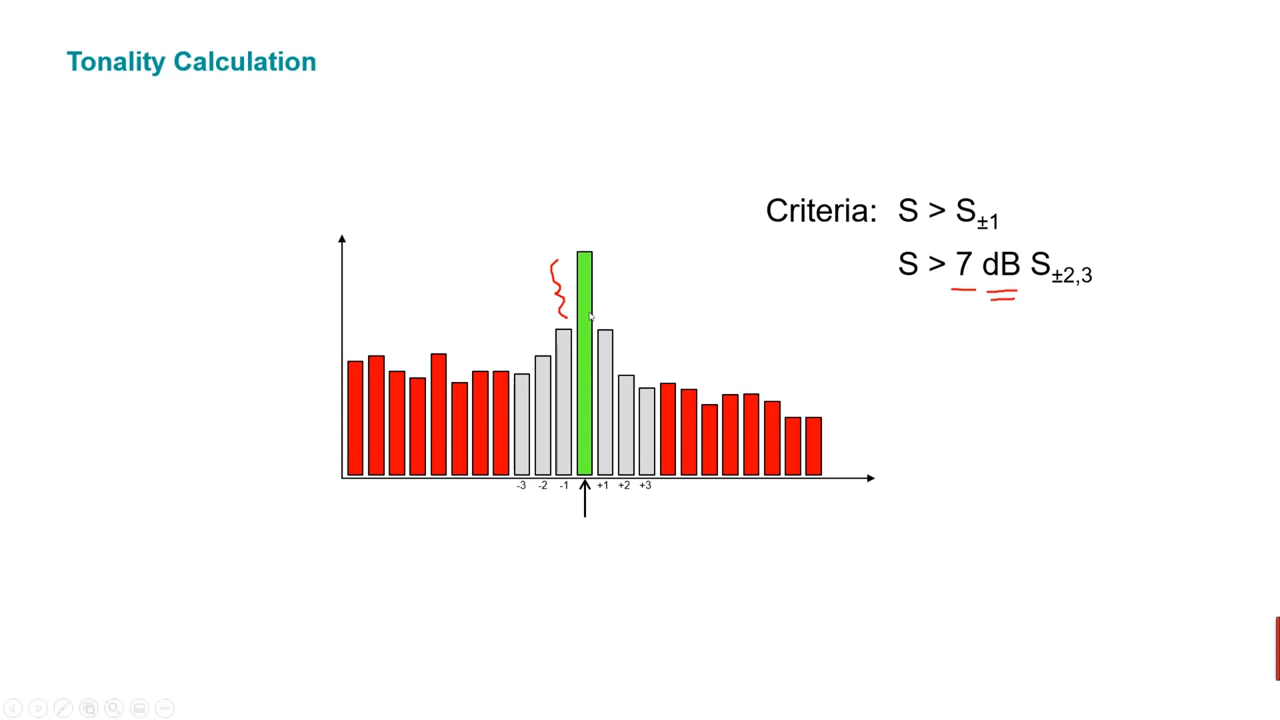 Tonality Calculation
Criteria: S > S±1
S > 7 dB S±2,3
-3 -2 -1 +1 +2 +3